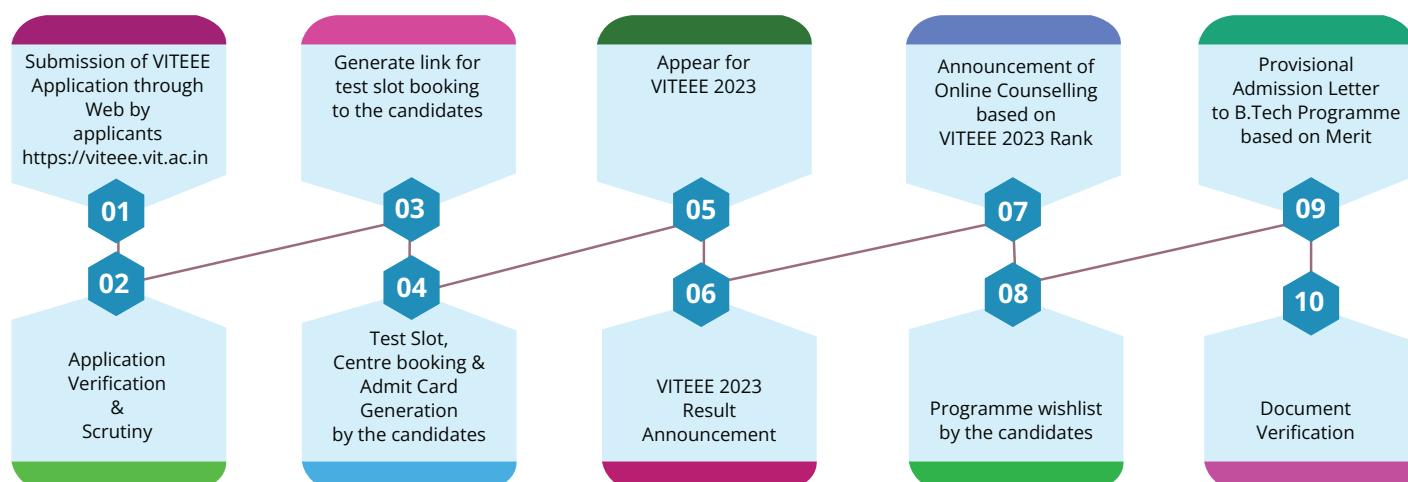 Submission of VITEEE
Application through
Web by
applicants
https://viteee.vit.ac.in
01
02
Application
Verification
&
Scrutiny
Generate link for
test slot booking
to the candidates
03
04
Test Slot,
Centre booking &
Admit Card
Generation
by the candidates
Appear for
VITEEE 2023
05
06
VITEEE 2023
Result
Announcement
Announcement of
Online Counselling
based on
VITEEE 2023 Rank
07
08
Programme wishlist
by the candidates
Provisional
Admission Letter
to B.Tech Programme
based on Merit
09
10
Document
Verification